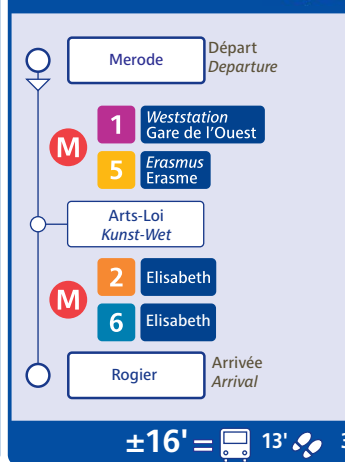 Merode
Départ
Departure
M
1
Weststation
Gare de l'Ouest
5
Erasmus
Erasme
Arts-Loi
Kunst-Wet
M
2
Elisabeth
6
Elisabeth
Rogier
Arrivée
Arrival
±16' = 13'